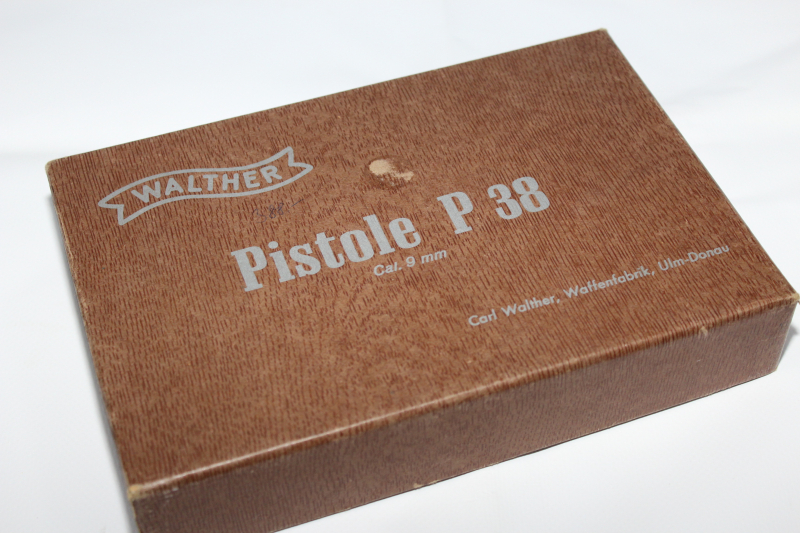 WALTHER
Pistole P 38
Cal. 9 mm
Carl Walther, Waffenfabrik, Ulm-Donau